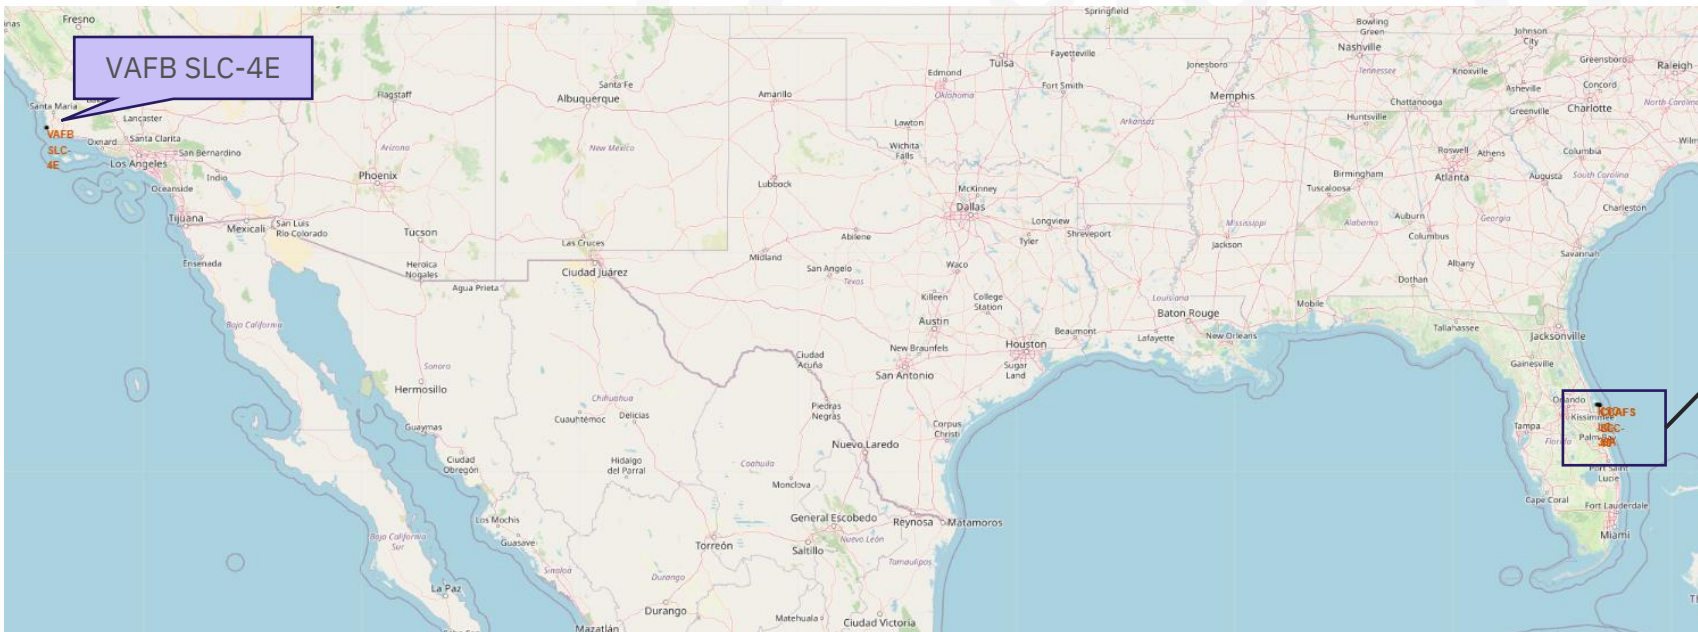 Springfield
Fresno
inas
Bowling
Green
Johnson
City
Nashville
Greensboro
Raleigh
VAFB SLC-4E
Tulsa
Fayetteville
Jonesboro
Tennessee
Knoxville
Santa Fe
Edmond
Fort Smith
Concord
Asheville
Flagstaff
Albuquerque
Amarillo
Oklahoma
Memphis
Chattanooga
Charlotte
North Carolina
Santa Maria
Greenville
Lancaster
Lawton
Arkansas
Huntsville
VAFB
SLC-
4E
Oxnard
Santa Clarita
Wichita
Falls
Wilm
Arizona
New Mexico
Roswell
Athens
Columbia
San Bernardino
Los Angeles
Phoenix
Birmingham
Atlanta
Augusta
South Carolina
Indio
Lubbock
McKinney
Tuscaloosa
Oceanside
Dallas
Charleston
Tijuana
San Luis
Rio Colorado
Mexicali
Longview
Mississippi
Alabama
Auburn
Georgia
Tucson
Abilene
Tyler
Shreveport
Columbus
Las Cruces
Jackson
Midland
Savannah
Ensenada
Heroica
Nogales
Ciudad Juárez
San Angelo
Waco
Albany
Texas
Dothan
Agua Prieta
Killeen
College
Station
Louisiana
Mobile
Baton Rouge
Baja California
Austin
Beaumont
Lafayette
New Orleans
Tallahassee
Jacksonville
New Braunfels
Houston
Ciudad
Acuña
Sugar
Land
Gainesville
Sonora
San Antonio
Hermosillo
Chihuahua
Orlando
Piedras
Negras
Cuauhtémoc
Delicias
Guaymas
Corpus
Christi
Tampa
Florida
Nuevo Laredo
Ciudad
Obregón
Hidalgo
del Parral
Coahuila
Port Saint
Lucie
Monclova
Cape Coral
Fort Lauderdale
Los Mochis
General Escobedo
Reynosa
Matamoros
Baja California
Sur
Guasave
Torreón
Saltillo
Nuevo León
Miami
Tamaulipas
Sinaloa
Durango
La Paz
Durango
Matehuala
Ciudad Victoria
Mazatlán